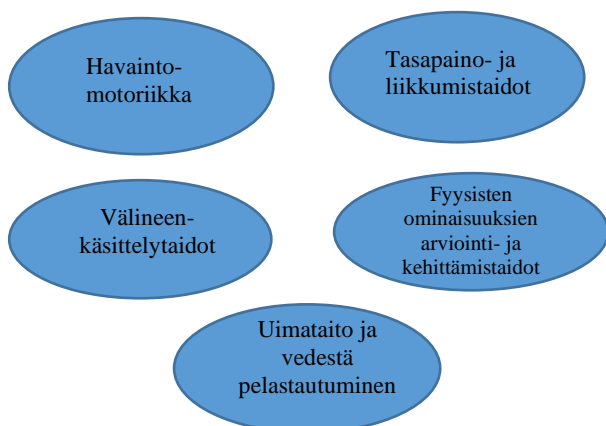 Havainto-
motoriikka
Tasapaino- ja
liikkumistaidot
Välineen-
käsittelytaidot
Fyysisten
ominaisuuksien
arviointi- ja
kehittämistaidot
Uimataito ja
vedestä
pelastautuminen